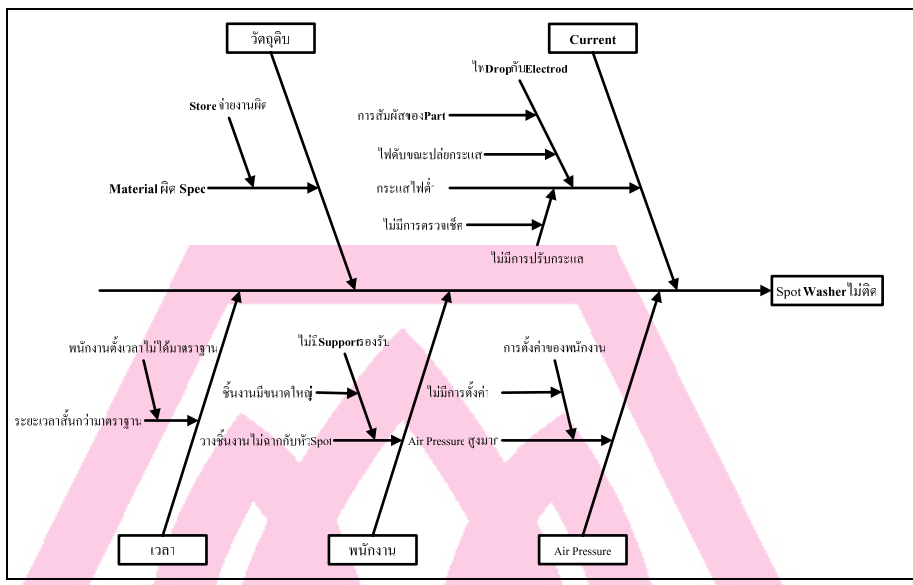 วัตถุดิบ
Current
ไฟDropกับElectrod
Storeจ่ายงานผิด
การสัมผัสของPart
ไฟดับขณะปล่อยกระแส
Material ผิด Spec
กระแสไฟต่ำ
ไม่มีการตรวจเช็ค
ไม่มีการปรับกระแส
Spot Washer ไม่ติด
พนักงานตั้งเวลาไม่ได้มาตราฐาน
ไม่มีSupportรองรับ
การตั้งค่าของพนักงาน
ชิ้นงานมีขนาดใหญ่
ไม่มีการตั้งค่า
ระยะเวลาสั้นกว่ามาตราฐาน
วางชิ้นงานไม่ฉากกับหัวSpot
Air Pressure สูงมาก
เวลา
พนักงาน
Air Pressure